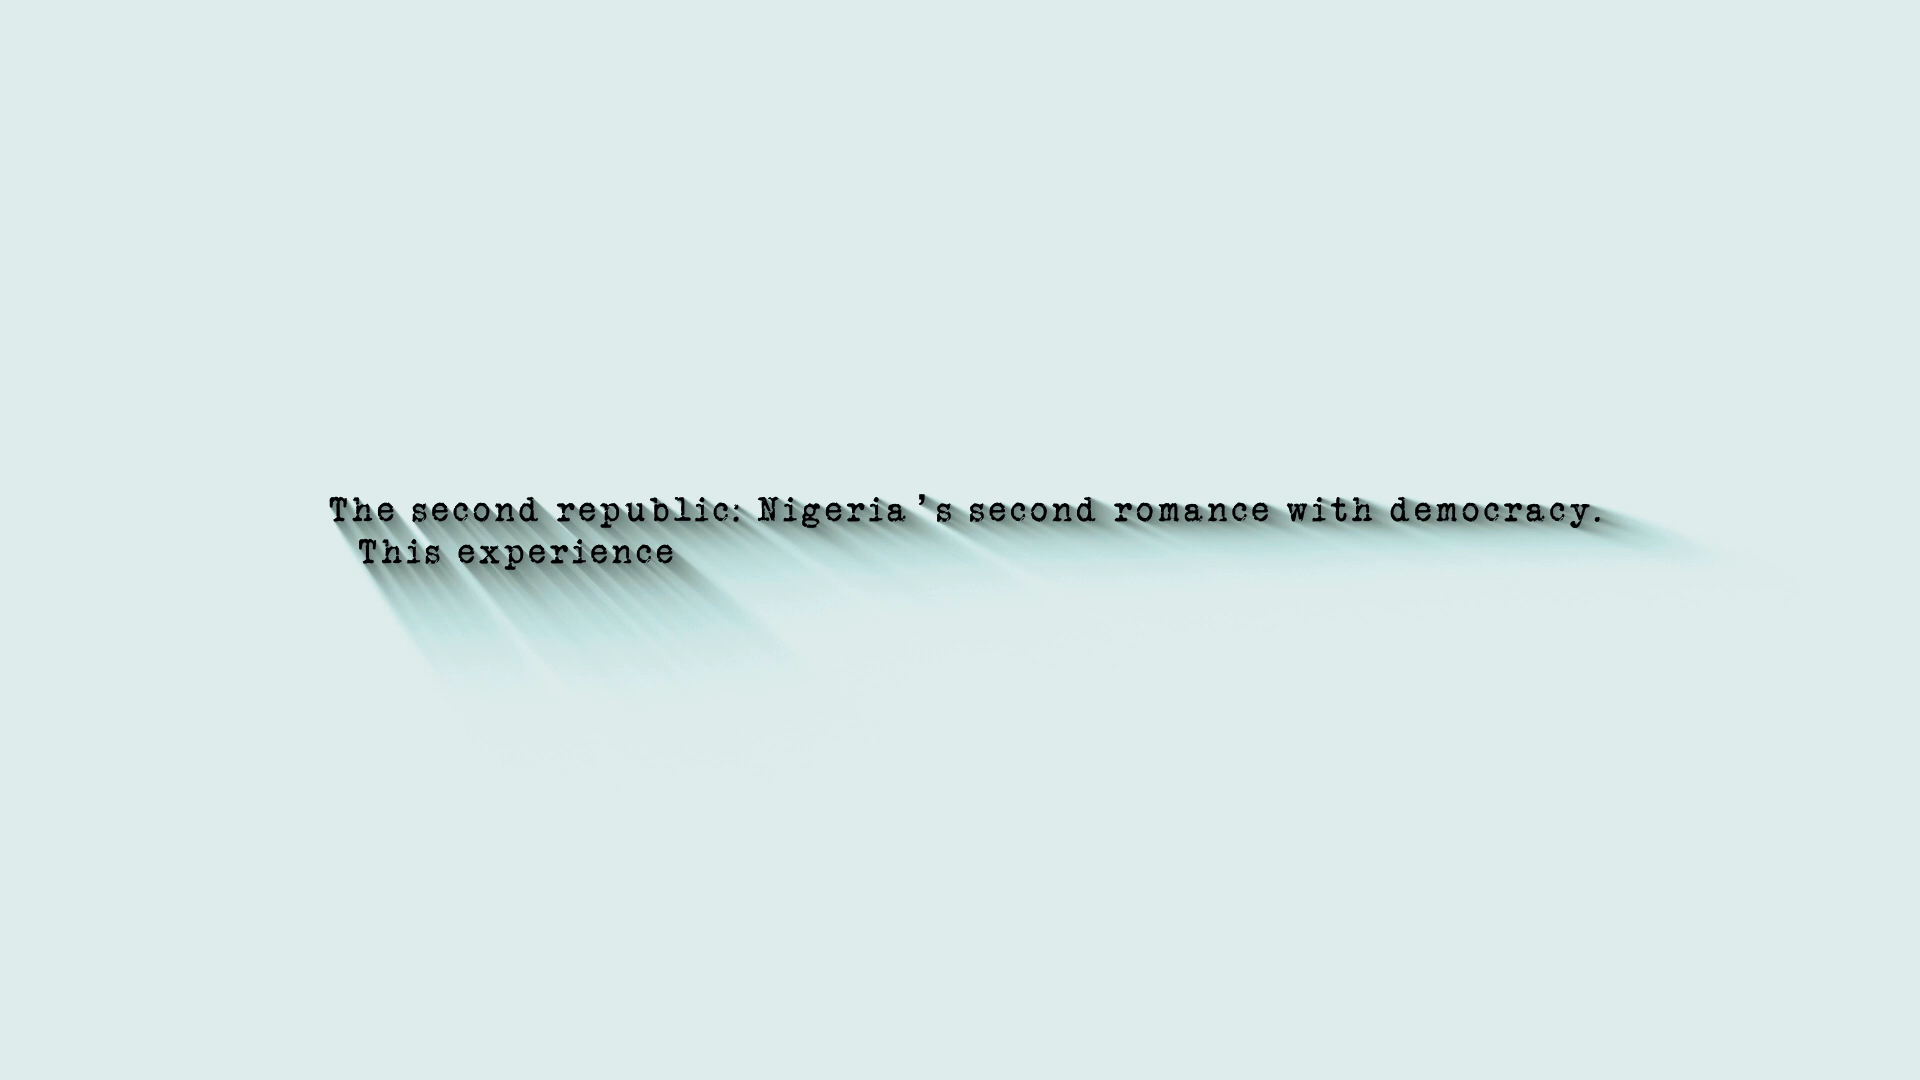 The second republic: Nigeria’s second romance with democracy.
This experience